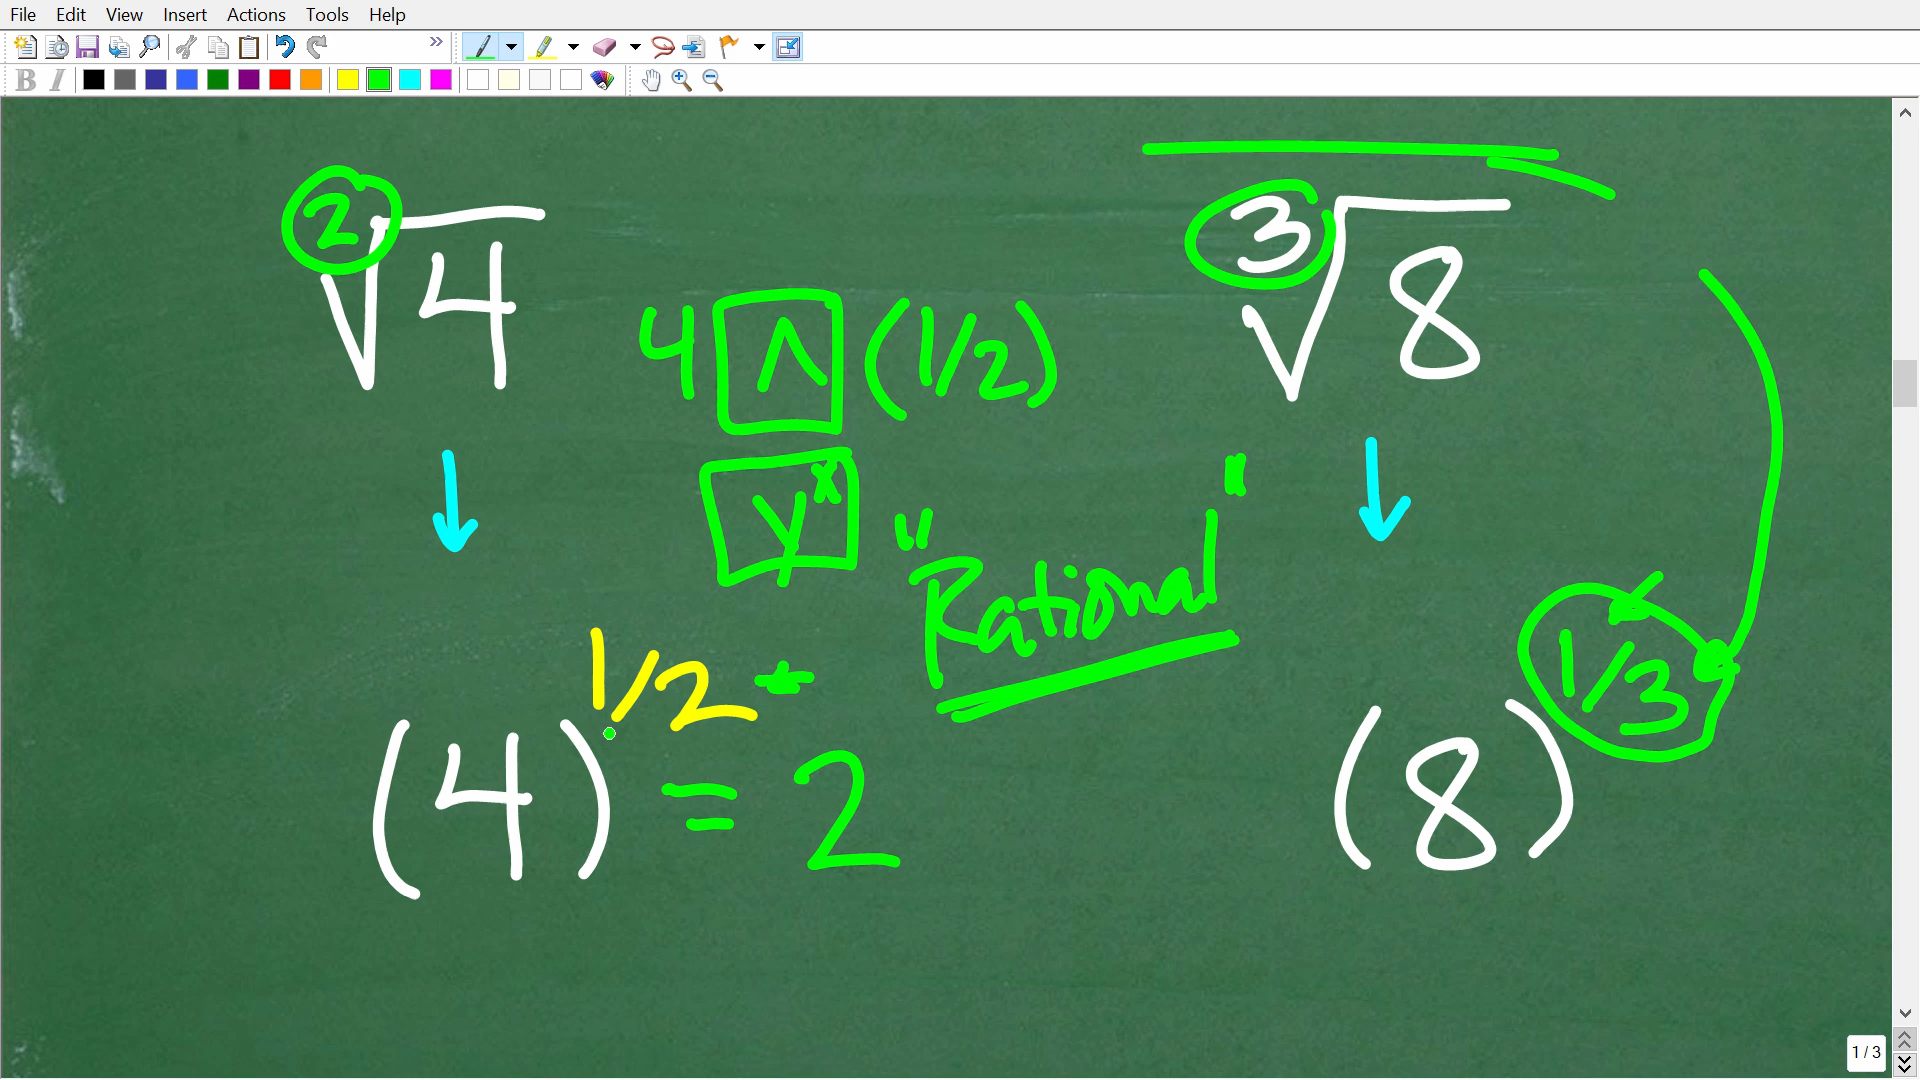 File Edit View Insert Actions Tools Help
B I
²√4
³√8
4 ^ (1/2)
y^x
"Rational"
(4)^1/2 = 2
(8)^1/3
1 / 3